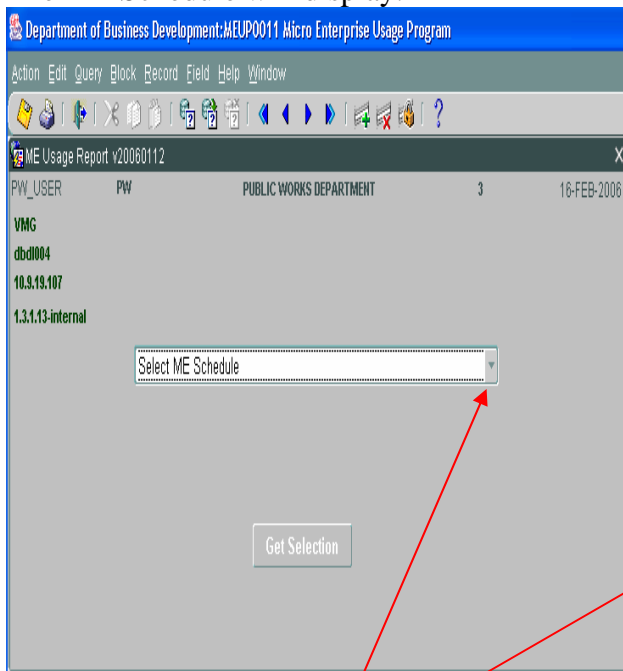 Department of Business Development:MEUP0011 Micro Enterprise Usage Program
Action Edit Query Block Record Field Help Window
ME Usage Report v20060112
PW_USER PW PUBLIC WORKS DEPARTMENT 3 16-FEB-2006
VMG
dbdl004
10.9.19.107
1.3.1.13-internal
Select ME Schedule
Get Selection